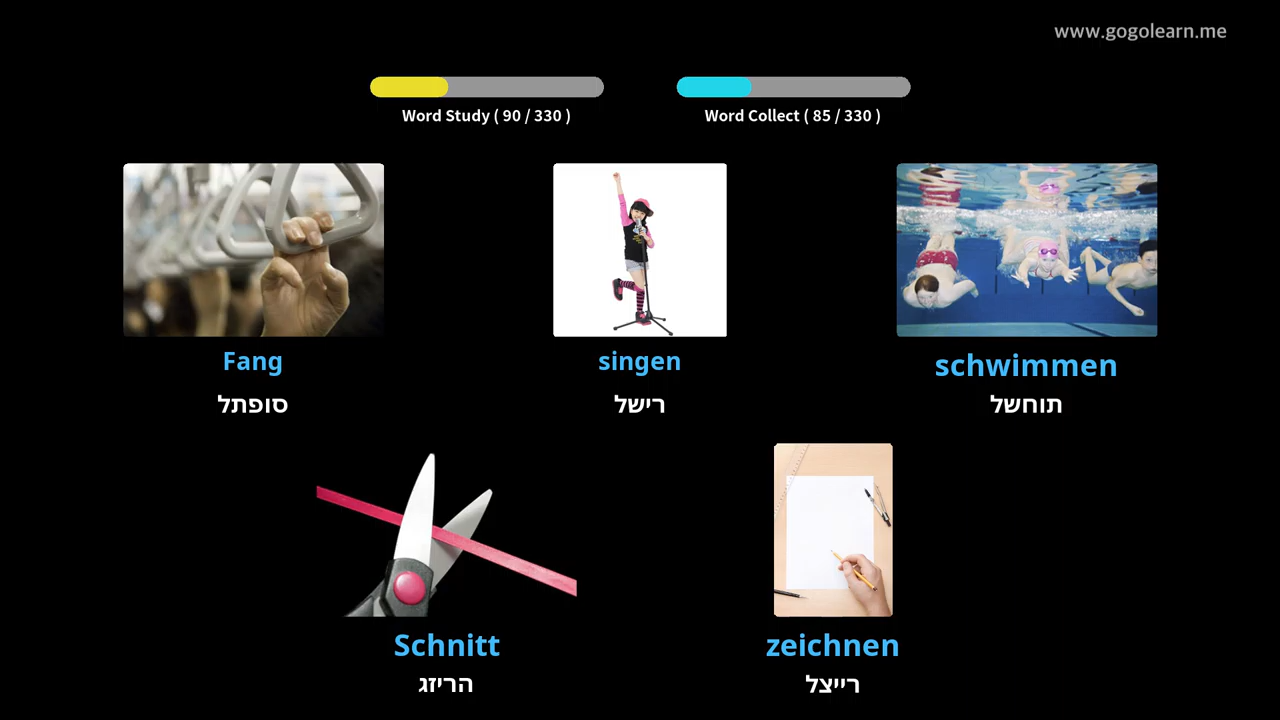 www.gogolearn.me
Word Study ( 90 / 330 )
Word Collect ( 85 / 330 )
Fang
singen
schwimmen
סופתל
רישל
תוחשל
Schnitt
zeichnen
הריזג
רייצל